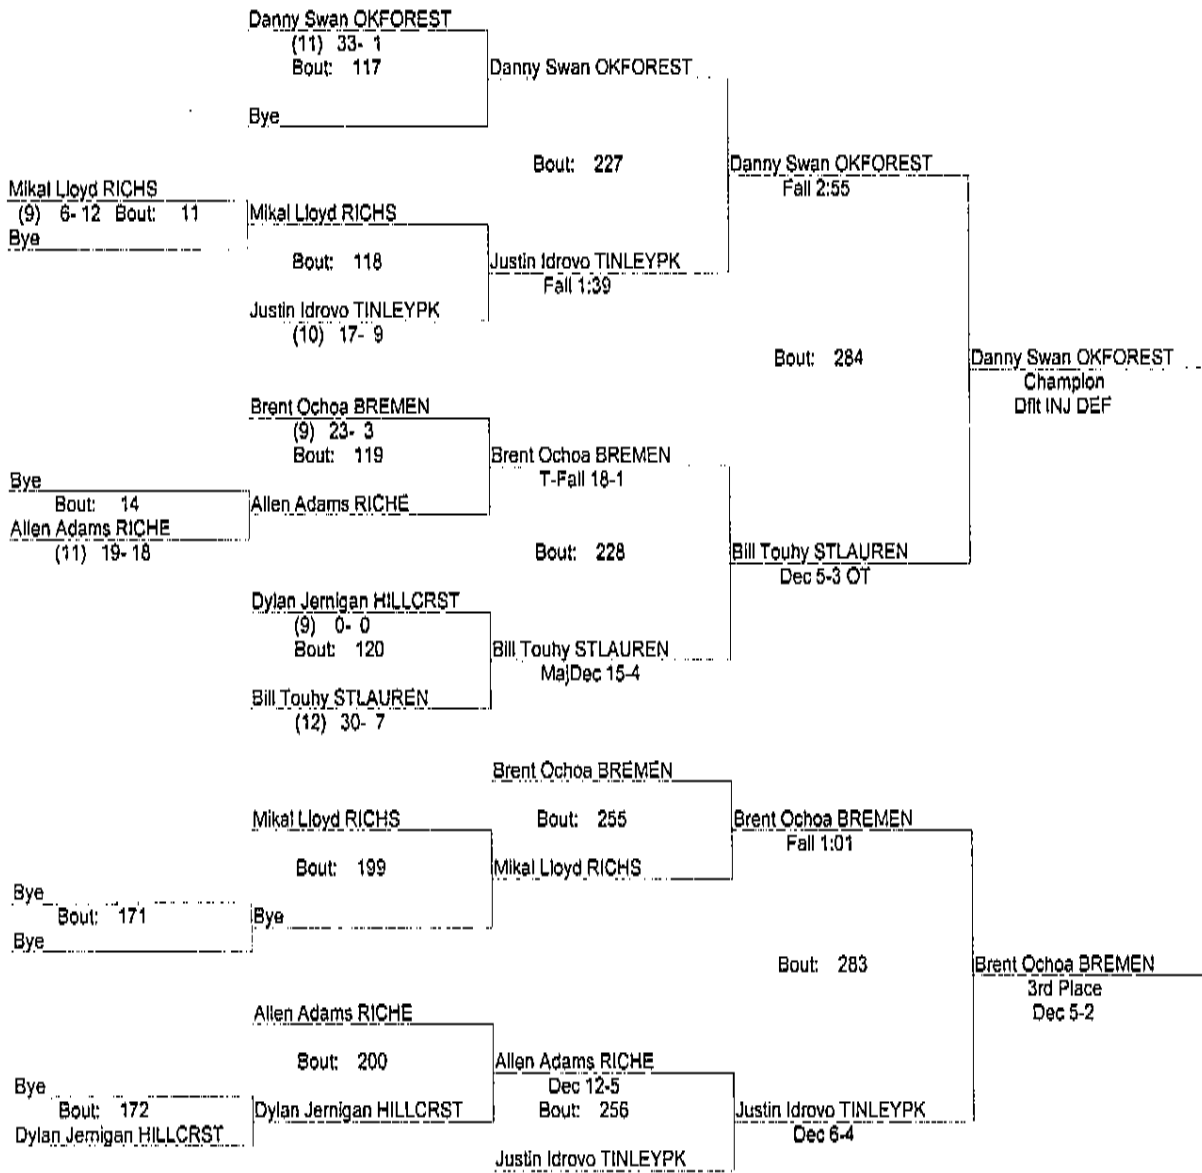 Danny Swan OKFOREST
(11) 33- 1
Bout: 117
Danny Swan OKFOREST
Bye
Bout: 227
Danny Swan OKFOREST
Fall 2:55
Mikal Lloyd RICHS
(9) 6- 12 Bout: 11
Mikal Lloyd RICHS
Bye
Bout: 118
Justin Idrovo TINLEYPK
Fall 1:39
Justin Idrovo TINLEYPK
(10) 17- 9
Bout: 284
Danny Swan OKFOREST
Champion
Dflt INJ DEF
Brent Ochoa BREMEN
(9) 23- 3
Bout: 119
Brent Ochoa BREMEN
T-Fall 18-1
Bye
Bout: 14
Allen Adams RICHE
Allen Adams RICHE
(11) 19- 18
Bout: 228
Bill Touhy STLAUREN
Dec 5-3 OT
Dylan Jernigan HILLCRST
(9) 0- 0
Bout: 120
Bill Touhy STLAUREN
MajDec 15-4
Bill Touhy STLAUREN
(12) 30- 7
Brent Ochoa BREMEN
Mikal Lloyd RICHS
Bout: 255
Brent Ochoa BREMEN
Fall 1:01
Bout: 199
Mikal Lloyd RICHS
Bye
Bout: 171
Bye
Bye
Bout: 283
Brent Ochoa BREMEN
3rd Place
Dec 5-2
Allen Adams RICHE
Bout: 200
Allen Adams RICHE
Dec 12-5
Bye
Bout: 172
Dylan Jernigan HILLCRST
Bout: 256
Justin Idrovo TINLEYPK
Dec 6-4
Dylan Jernigan HILLCRST
Justin Idrovo TINLEYPK